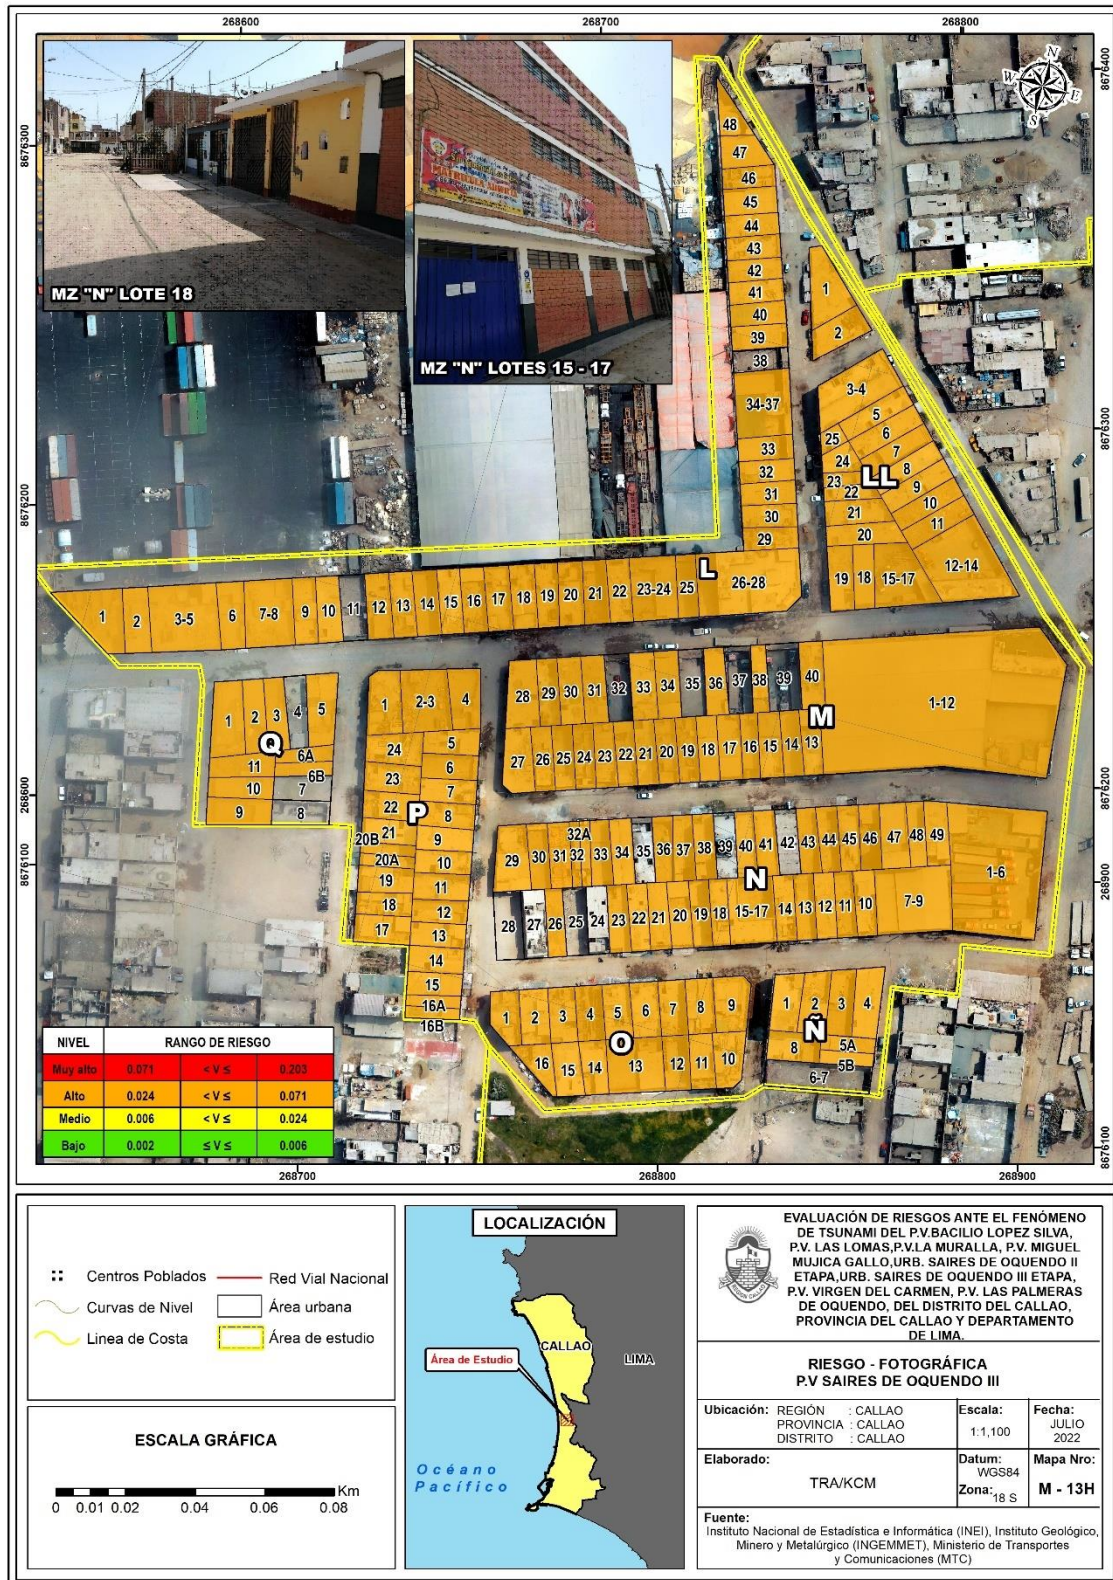 268600
268700
268800
8676400
8676300
8676300
8676200
8676200
268600
8676100
268900
8676100
268700
268800
268900
N
W E
S
MATRICULA ABIERTA
MZ "N" LOTE 18
MZ "N" LOTES 15 - 17
48
47
46
45
44
43
42
41
40
39
38
34-37
33
32
31
30
29
L
1 2 3-5 6 7-8 9 10 11 12 13 14 15 16 17 18 19 20 21 22 23-24 25 26-28
1
2
3-4
5
6
7
8
9
10
11
12-14
25
24
23
22
21
20
19 18 15-17
LL
28 29 30 31 32 33 34 35 36 37 38 39 40
1-12
M
27 26 25 24 23 22 21 20 19 18 17 16 15 14 13
1 2 3 4 5
Q
6A
6B
11
10
7
9
8
1 2-3 4
24
5
23
6
7
22
P
8
20B
21
9
20A
10
19
11
18
12
17
13
14
15
16A
16B
32A
29 30 31 32 33 34 35 36 37 38 39 40 41 42 43 44 45 46 47 48 49
1-6
N
28 27 26 25 24 23 22 21 20 19 18 15-17 14 13 12 11 10 7-9
1 2 3 4 5 6 7 8 9
O
16 15 14 13 12 11 10
1 2 3 4
Ñ
8
5A
5B
6-7
NIVEL RANGO DE RIESGO
Muy alto 0.071 < V ≤ 0.203
Alto 0.024 < V ≤ 0.071
Medio 0.006 < V ≤ 0.024
Bajo 0.002 ≤ V ≤ 0.006
Centros Poblados
Curvas de Nivel
Linea de Costa
Red Vial Nacional
Área urbana
Área de estudio
ESCALA GRÁFICA
Km
0 0.01 0.02 0.04 0.06 0.08
LOCALIZACIÓN
CALLAO
LIMA
Área de Estudio
Océano
Pacífico
REGIÓN CALLAO
EVALUACIÓN DE RIESGOS ANTE EL FENÓMENO
DE TSUNAMI DEL P.V.BACILIO LOPEZ SILVA,
P.V. LAS LOMAS,P.V.LA MURALLA, P.V. MIGUEL
MUJICA GALLO,URB. SAIRES DE OQUENDO II
ETAPA,URB. SAIRES DE OQUENDO III ETAPA,
P.V. VIRGEN DEL CARMEN, P.V. LAS PALMERAS
DE OQUENDO, DEL DISTRITO DEL CALLAO,
PROVINCIA DEL CALLAO Y DEPARTAMENTO
DE LIMA.
RIESGO - FOTOGRÁFICA
P.V SAIRES DE OQUENDO III
Ubicación: REGIÓN : CALLAO
PROVINCIA : CALLAO
DISTRITO : CALLAO
Escala:
1:1,100
Fecha:
JULIO
2022
Elaborado:
TRA/KCM
Datum:
WGS84
Zona: 18 S
Mapa Nro:
M - 13H
Fuente:
Instituto Nacional de Estadística e Informática (INEI), Instituto Geológico,
Minero y Metalúrgico (INGEMMET), Ministerio de Transportes
y Comunicaciones (MTC)